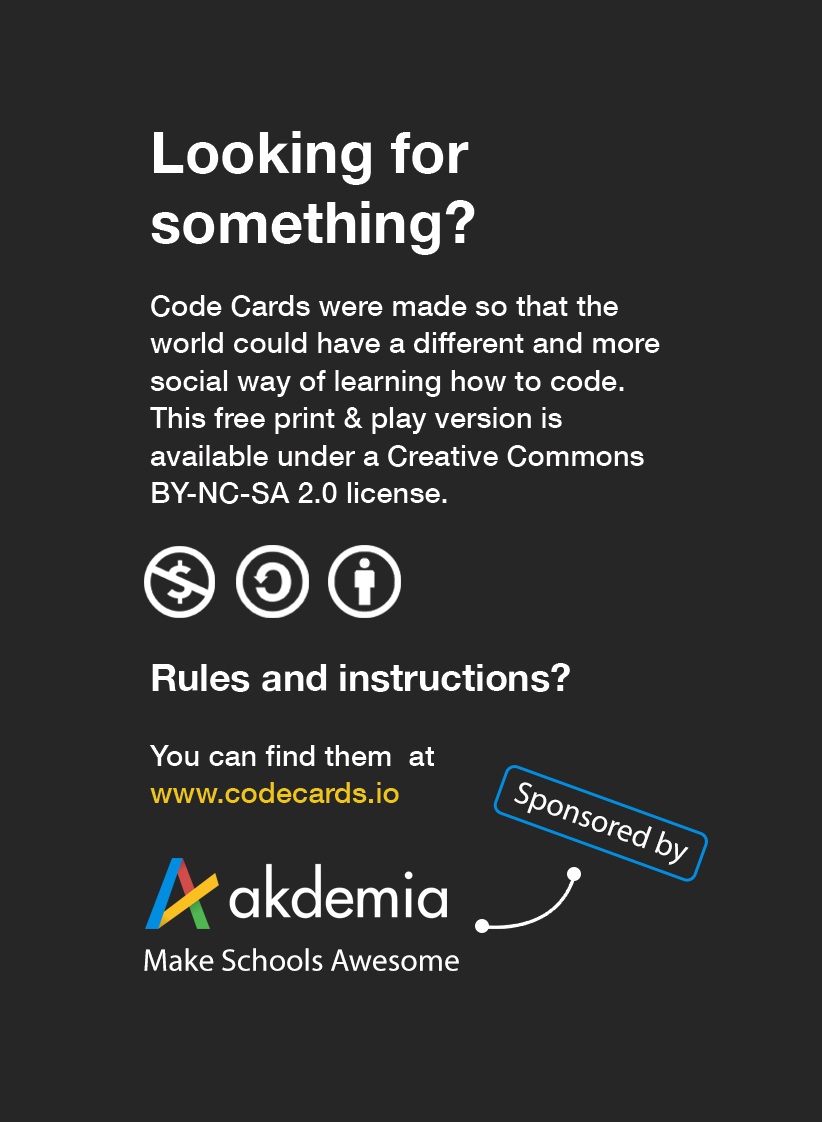 Looking for
something?
Code Cards were made so that the
world could have a different and more
social way of learning how to code.
This free print & play version is
available under a Creative Commons
BY-NC-SA 2.0 license.
Rules and instructions?
You can find them  at
www.codecards.io
Sponsored by
akdemia
Make Schools Awesome